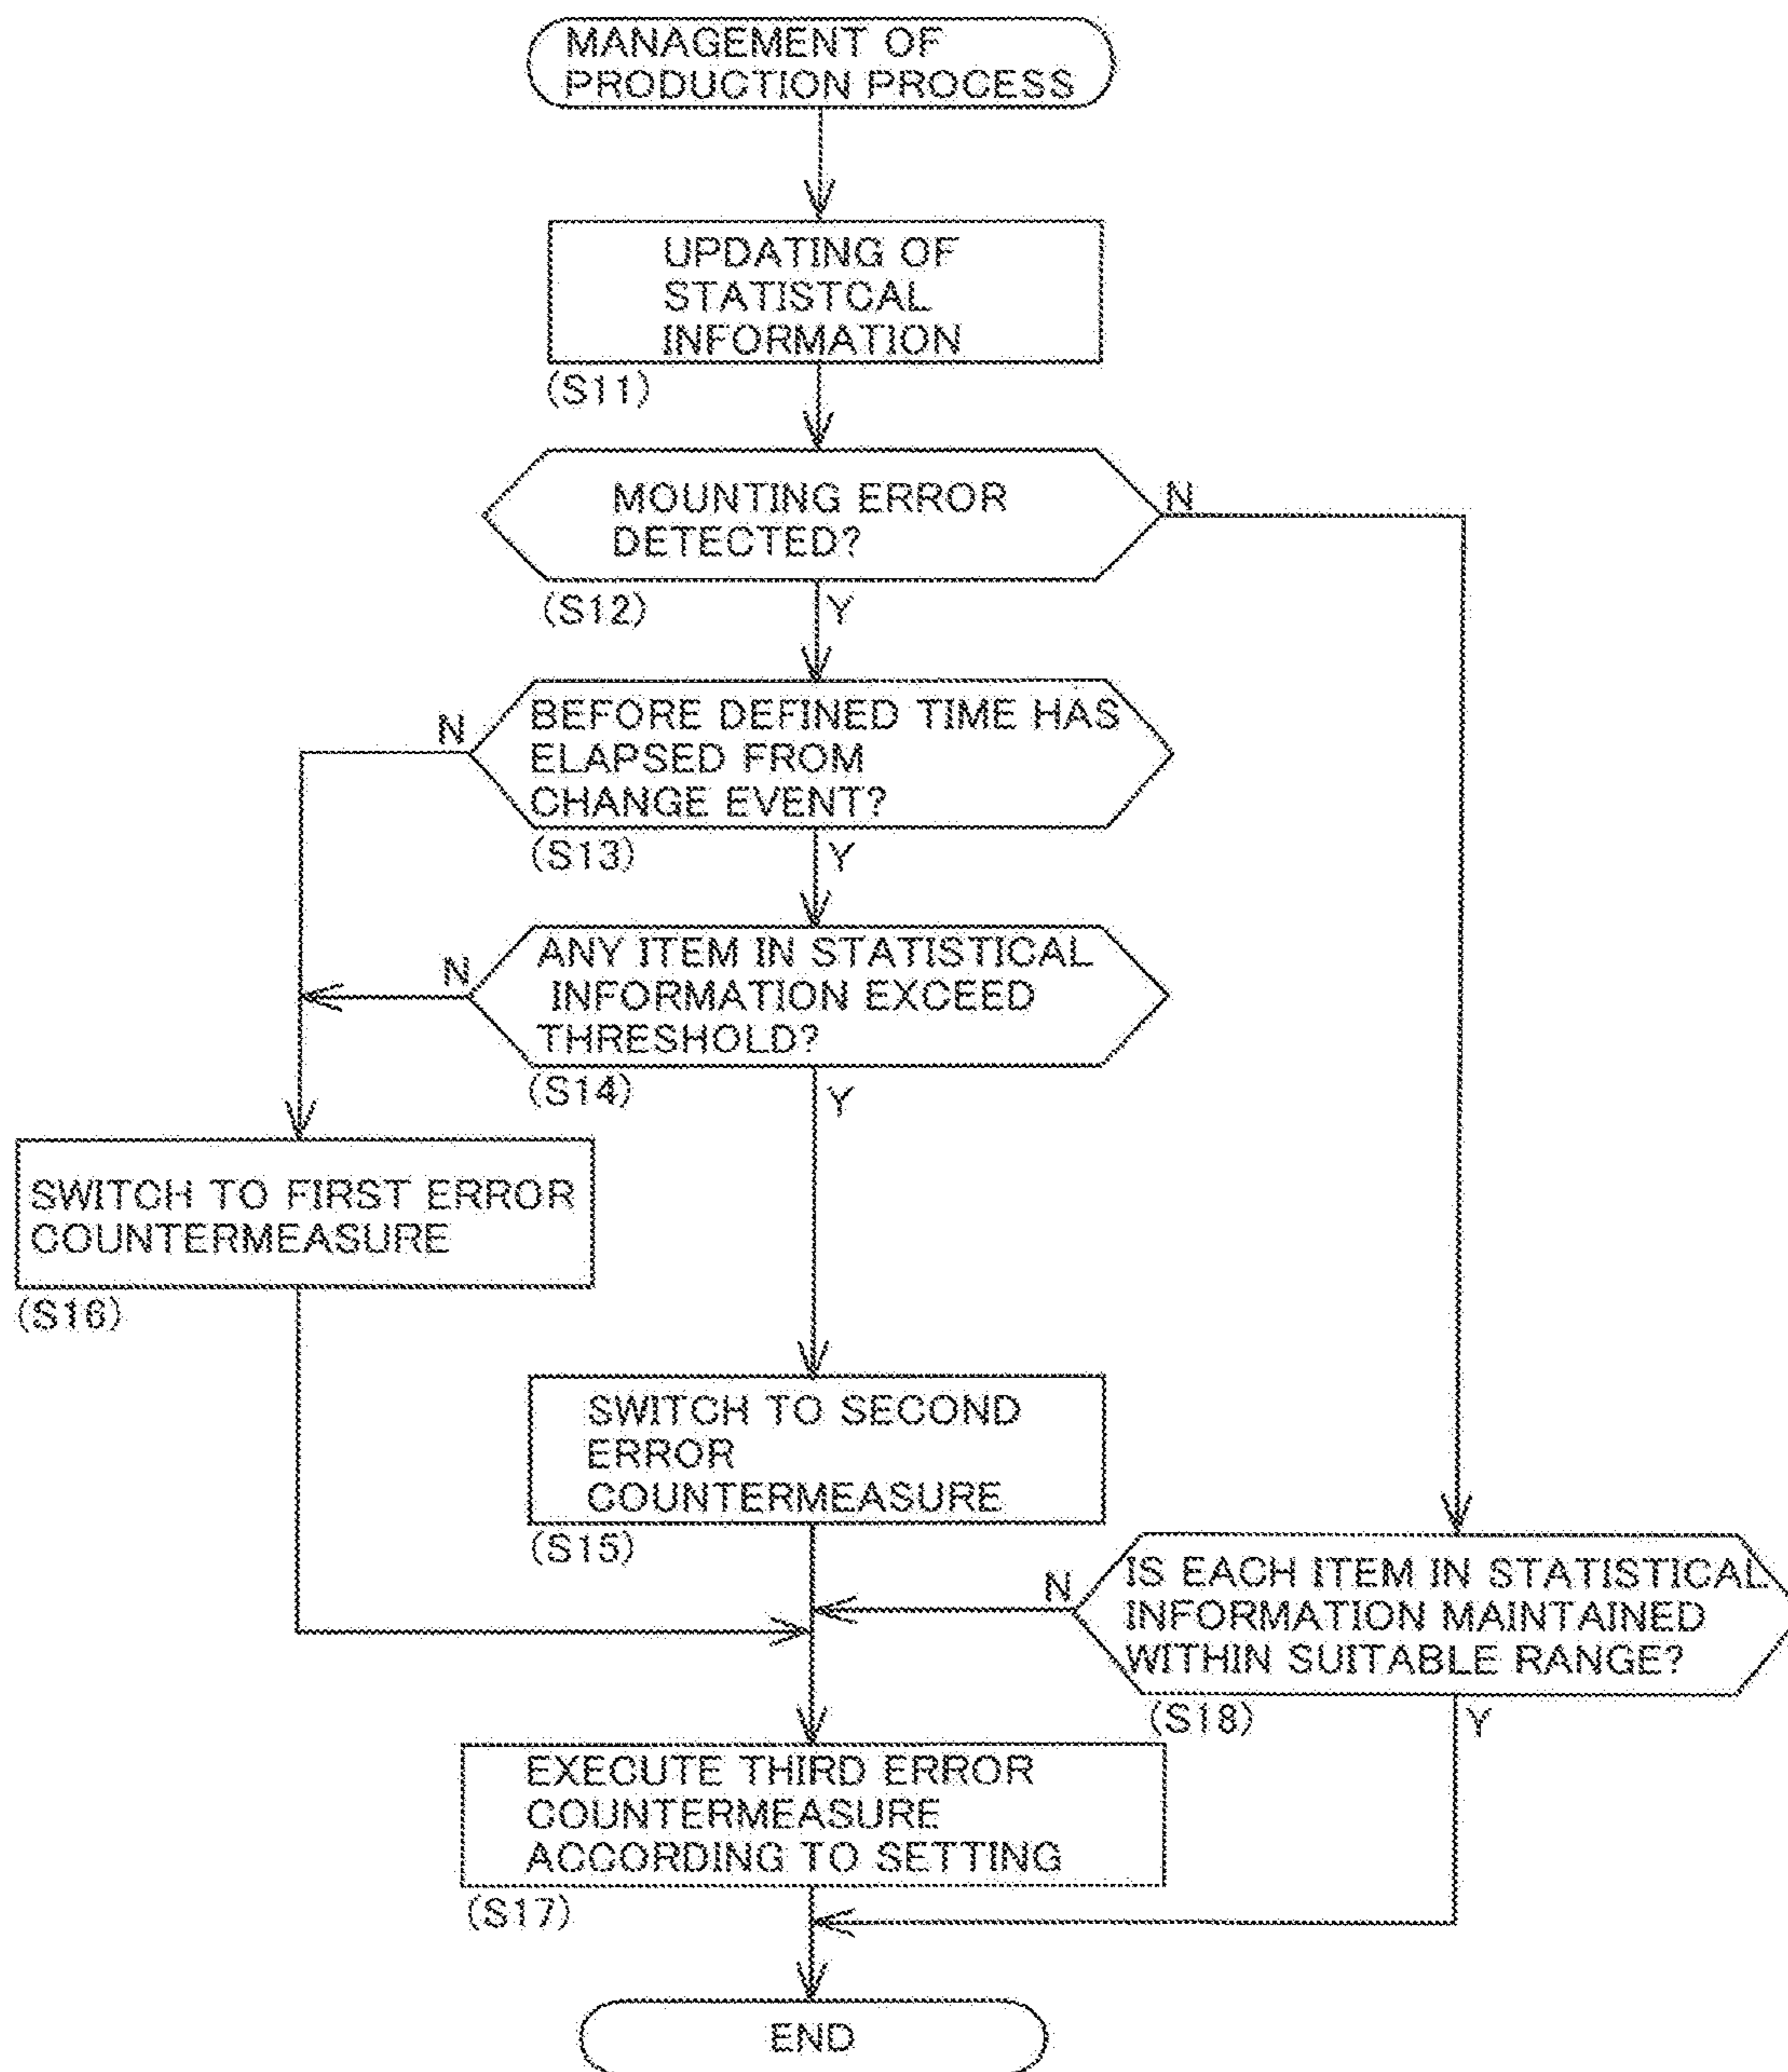 MANAGEMENT OF
PRODUCTION PROCESS
UPDATING OF
STATISTCAL
INFORMATION
(S11)
MOUNTING ERROR
DETECTED?
N
(S12)
Y
BEFORE DEFINED TIME HAS
ELAPSED FROM
CHANGE EVENT?
N
(S13)
Y
ANY ITEM IN STATISTICAL
INFORMATION EXCEED
THRESHOLD?
N
(S14)
Y
SWITCH TO FIRST ERROR
COUNTERMEASURE
(S16)
SWITCH TO SECOND
ERROR
COUNTERMEASURE
(S15)
N
IS EACH ITEM IN STATISTICAL
INFORMATION MAINTAINED
WITHIN SUITABLE RANGE?
(S18)
Y
EXECUTE THIRD ERROR
COUNTERMEASURE
ACCORDING TO SETTING
(S17)
END